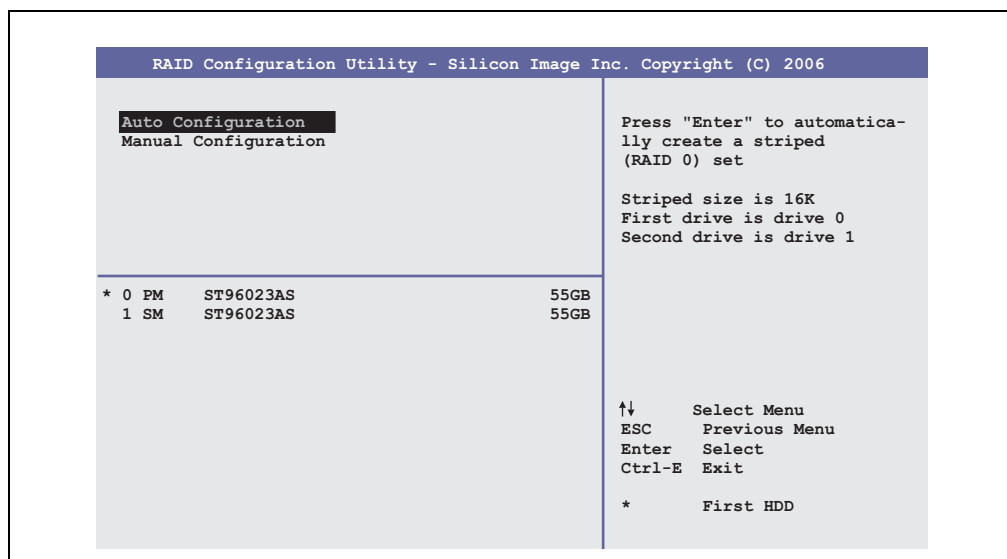 RAID Configuration Utility - Silicon Image Inc. Copyright (C) 2006
Auto Configuration
Manual Configuration
Press "Enter" to automatica-
lly create a striped
(RAID 0) set
Striped size is 16K
First drive is drive 0
Second drive is drive 1
* 0 PM ST96023AS 55GB
1 SM ST96023AS 55GB
↑↓ Select Menu
ESC Previous Menu
Enter Select
Ctrl-E Exit
* First HDD